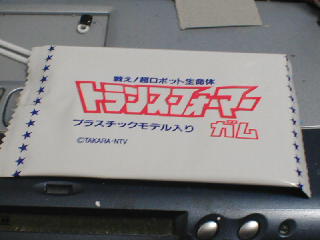 戦え!超ロボット生命体
トランスフォーマー
プラスチックモデル入り
ガム
©TAKARA・NTV